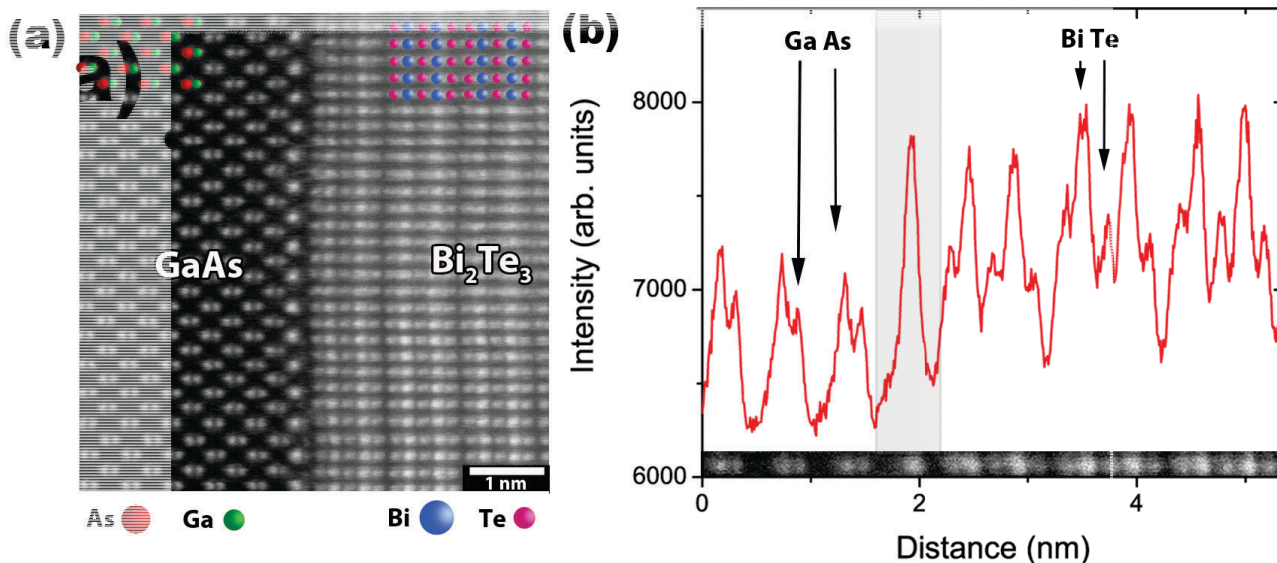 (a)
a)
GaAs
Bi2Te3
1 nm
As Ga Bi Te
(b)
Ga As
Bi Te
8000
7000
6000
Intensity (arb. units)
0 2 4
Distance (nm)